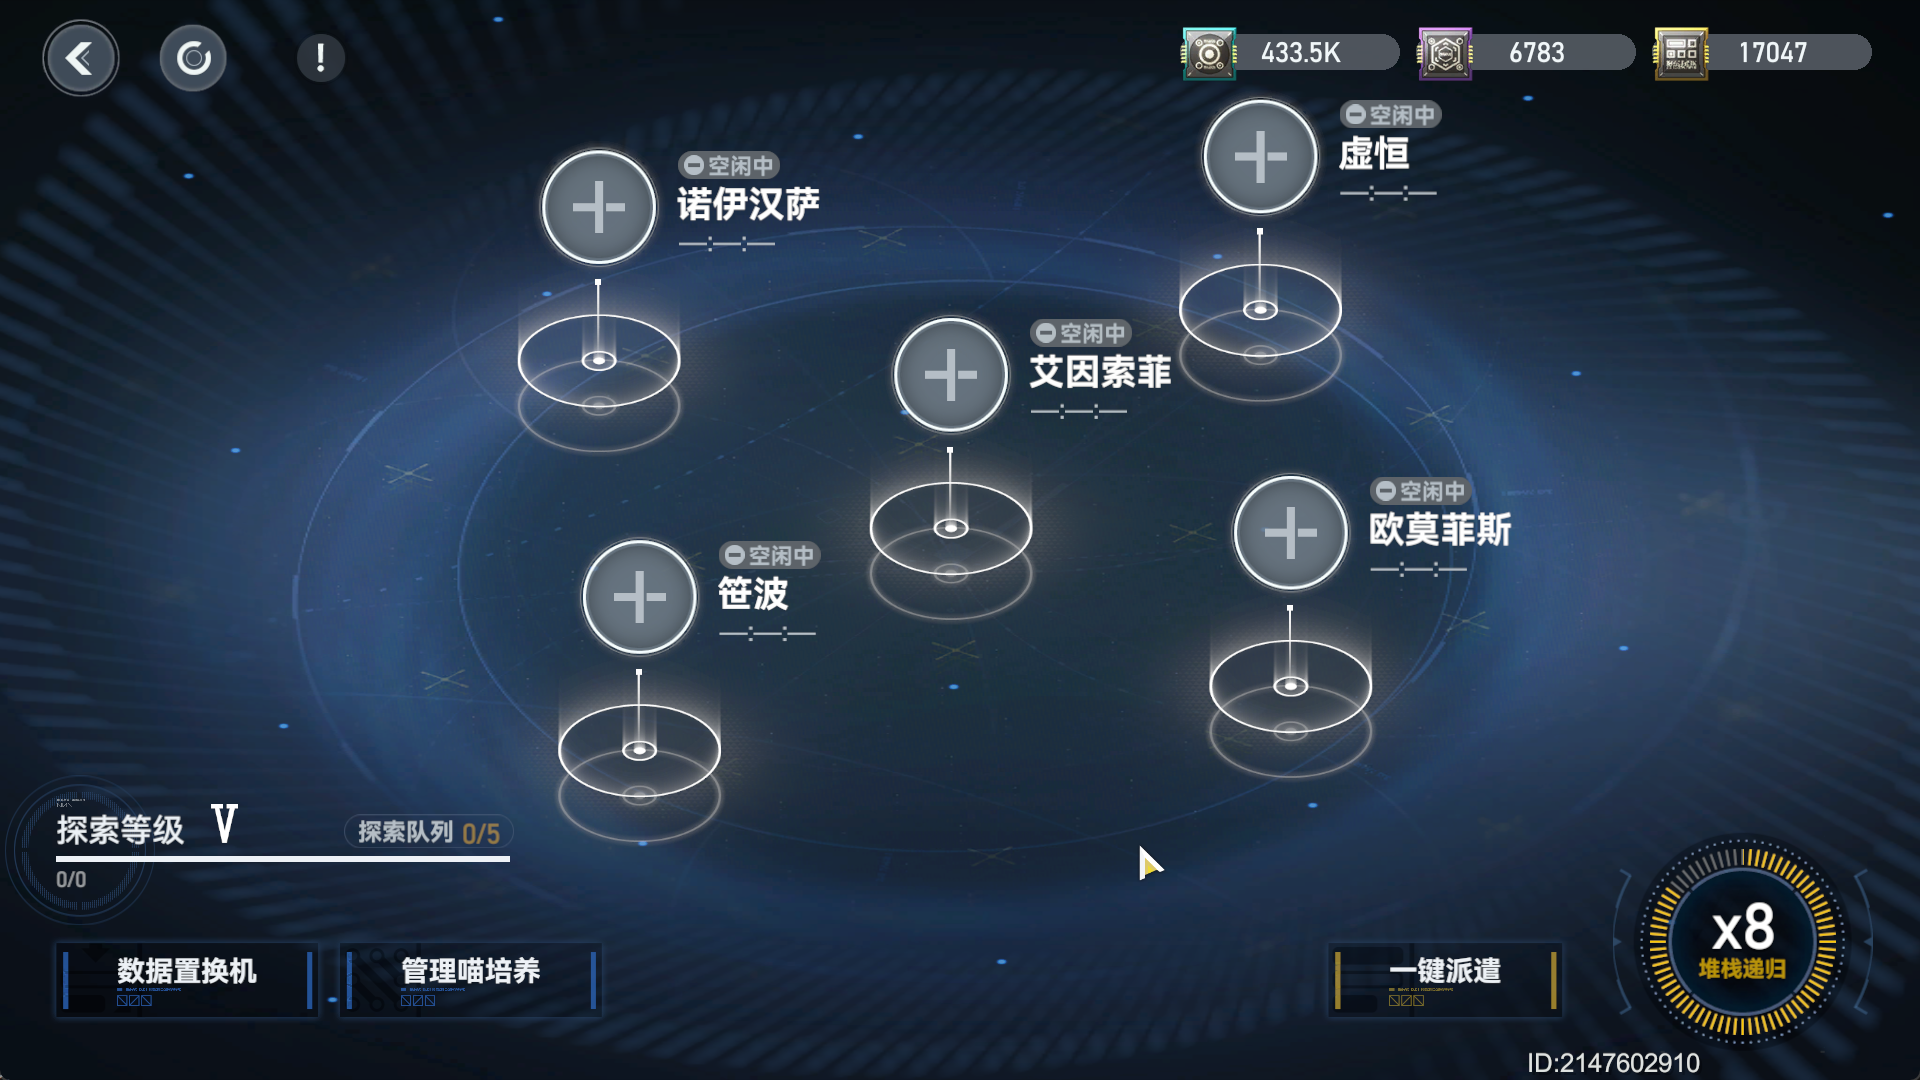 433.5K
6783
17047
空闲中
诺伊汉萨
空闲中
虚恒
空闲中
艾因索菲
空闲中
欧莫菲斯
空闲中
笹波
探索等级 V
探索队列 0/5
0/0
数据置换机
管理喵培养
一键派遣
x8
堆栈递归
ID:2147602910